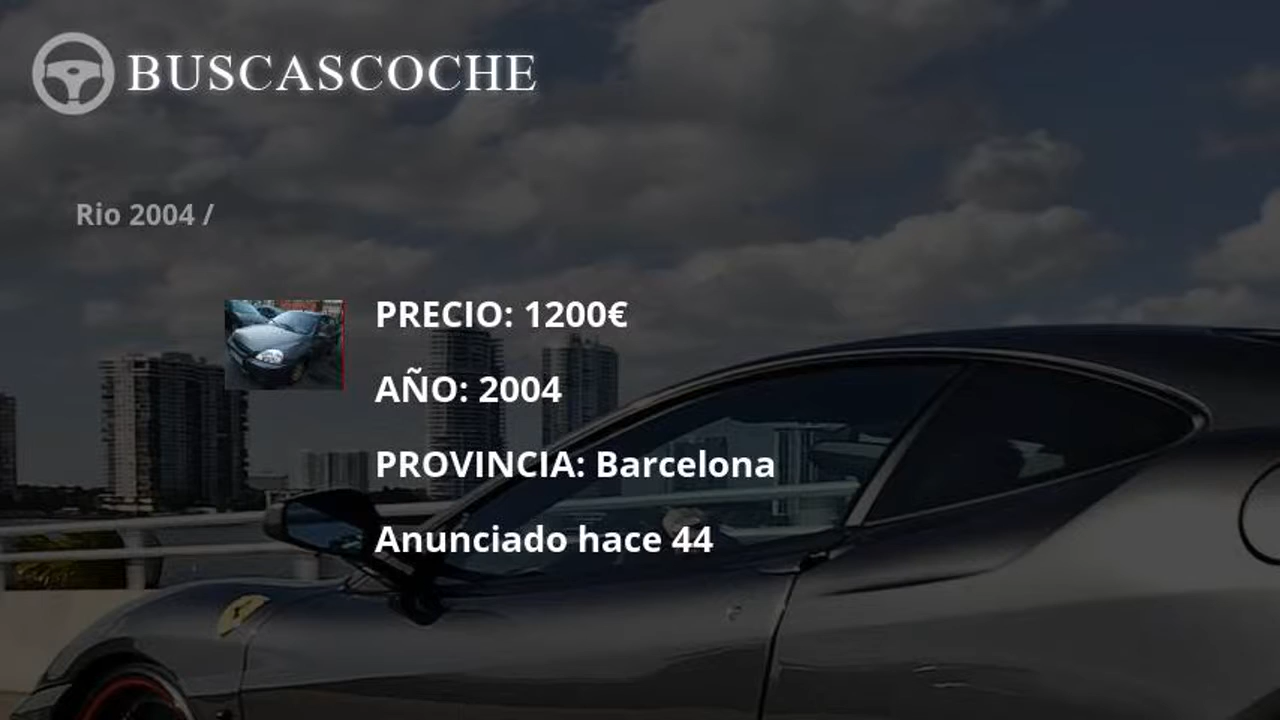 BUSCASCOCHE
Rio 2004 /
PRECIO: 1200€
AÑO: 2004
PROVINCIA: Barcelona
Anunciado hace 44